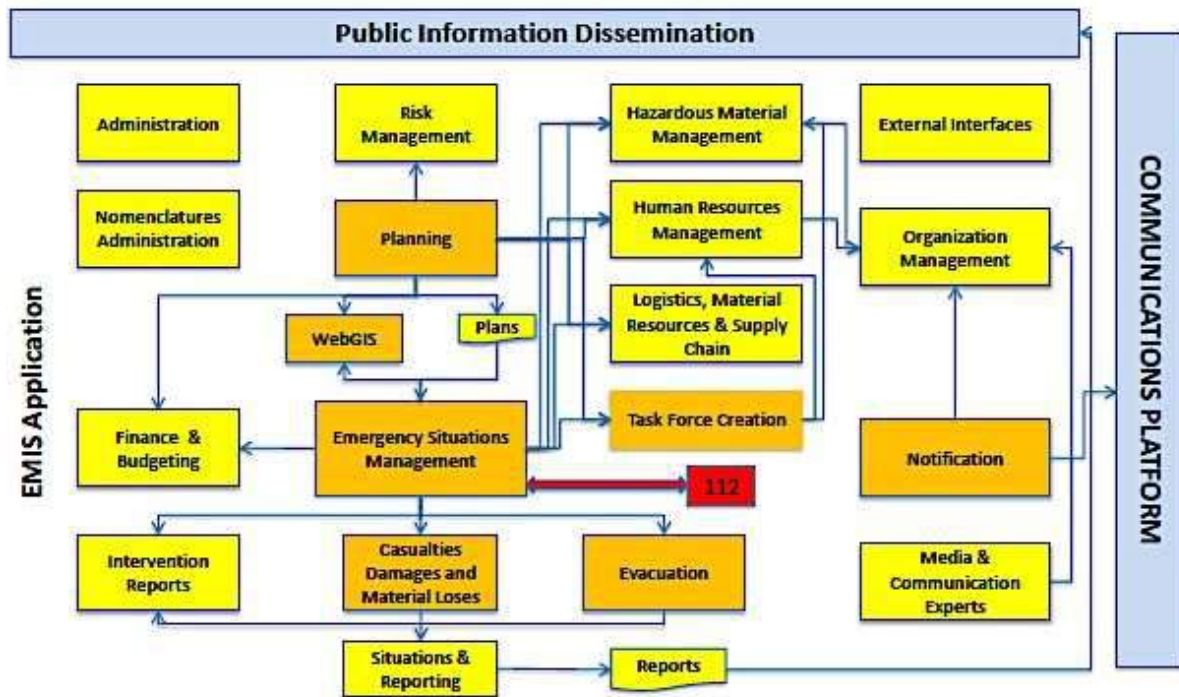 Public Information Dissemination
Administration
Risk
Management
Hazardous Material
Management
External Interfaces
Nomenclatures
Administration
Planning
Human Resources
Management
Organization
Management
WebGIS
Plans
Logistics, Material
Resources & Supply
Chain
Finance &
Budgeting
Emergency Situations
Management
Task Force Creation
Notification
112
Intervention
Reports
Casualties
Damages and
Material Loses
Evacuation
Media &
Communication
Experts
Situations &
Reporting
Reports
EMIS Application
COMMUNICATIONS PLATFORM